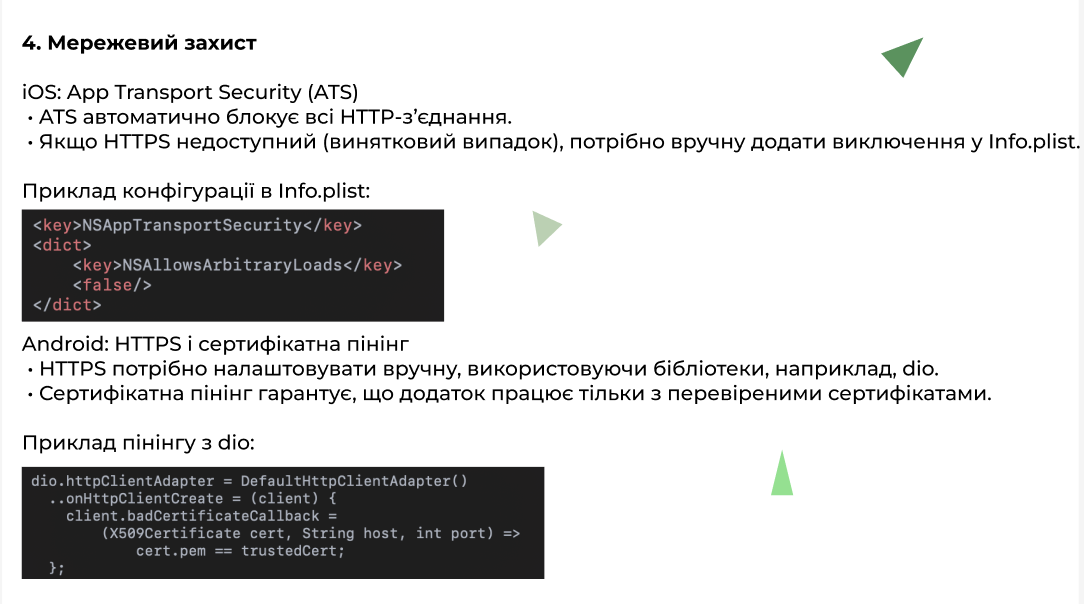 4. Мережевий захист
iOS: App Transport Security (ATS)
• ATS автоматично блокує всі HTTP-з’єднання.
• Якщо HTTPS недоступний (винятковий випадок), потрібно вручну додати виключення у Info.plist.
Приклад конфігурації в Info.plist:
<key>NSAppTransportSecurity</key>
<dict>
    <key>NSAllowsArbitraryLoads</key>
    <false/>
</dict>
Android: HTTPS і сертифікатна пінінг
• HTTPS потрібно налаштовувати вручну, використовуючи бібліотеки, наприклад, dio.
• Сертифікатна пінінг гарантує, що додаток працює тільки з перевіреними сертифікатами.
Приклад пінінгу з dio:
dio.httpClientAdapter = DefaultHttpClientAdapter()
  ..onHttpClientCreate = (client) {
    client.badCertificateCallback =
        (X509Certificate cert, String host, int port) =>
            cert.pem == trustedCert;
  };